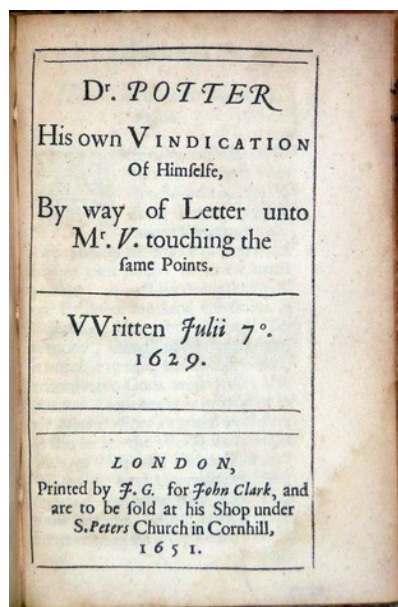 Dʳ. POTTER
His own VINDICATION
Of Himſelfe,
By way of Letter unto
Mʳ. V. touching the
ſame Points.
VVritten Julii 7°.
1629.
LONDON,
Printed by J. G. for John Clark, and
are to be ſold at his Shop under
S. Peters Church in Cornhill,
1651.